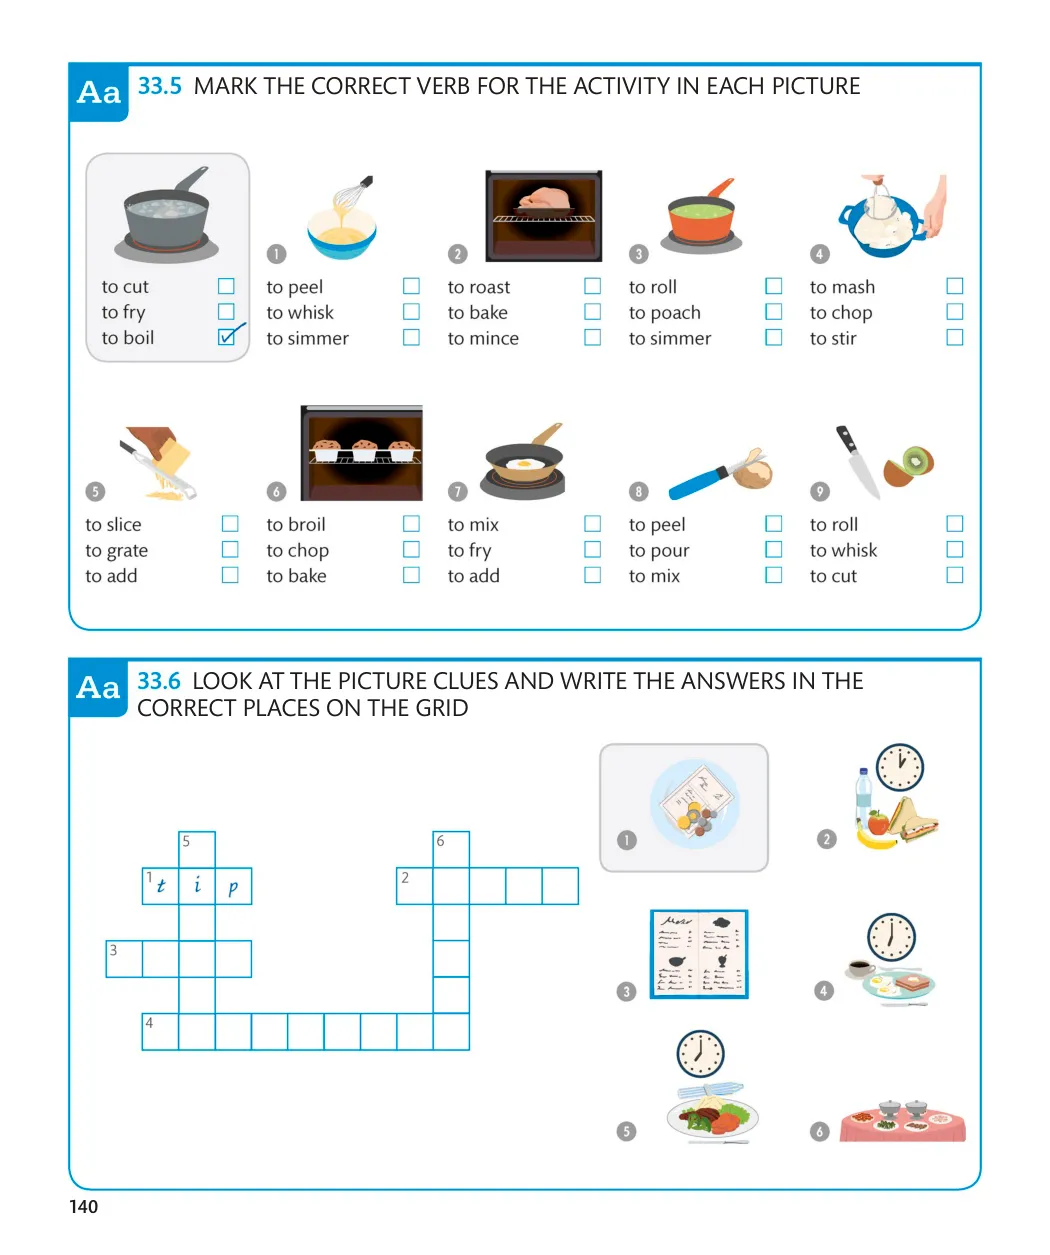 Aa 33.5 MARK THE CORRECT VERB FOR THE ACTIVITY IN EACH PICTURE
to cut
to fry
to boil
1
to peel
to whisk
to simmer
2
to roast
to bake
to mince
3
to roll
to poach
to simmer
4
to mash
to chop
to stir
5
to slice
to grate
to add
6
to broil
to chop
to bake
7
to mix
to fry
to add
8
to peel
to pour
to mix
9
to roll
to whisk
to cut
Aa 33.6 LOOK AT THE PICTURE CLUES AND WRITE THE ANSWERS IN THE
CORRECT PLACES ON THE GRID
5
6
1 t i p
2
3
4
1
2
3
4
5
6
140